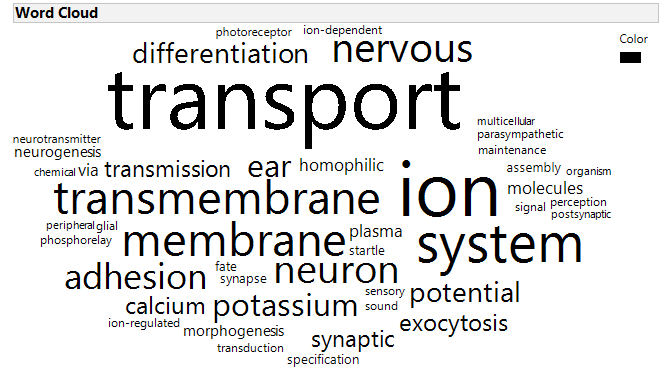 Word Cloud
photoreceptor
ion-dependent
Color
differentiation
nervous
transport
multicellular
parasympathetic
neurotransmitter
neurogenesis
maintenance
chemical
via
transmission
ear
homophilic
assembly
organism
transmembrane
ion
molecules
signal
perception
postsynaptic
peripheral
glial
phosphorelay
membrane
plasma
startle
system
adhesion
fate
synapse
neuron
sensory
sound
potential
calcium
potassium
exocytosis
ion-regulated
morphogenesis
synaptic
transduction
specification